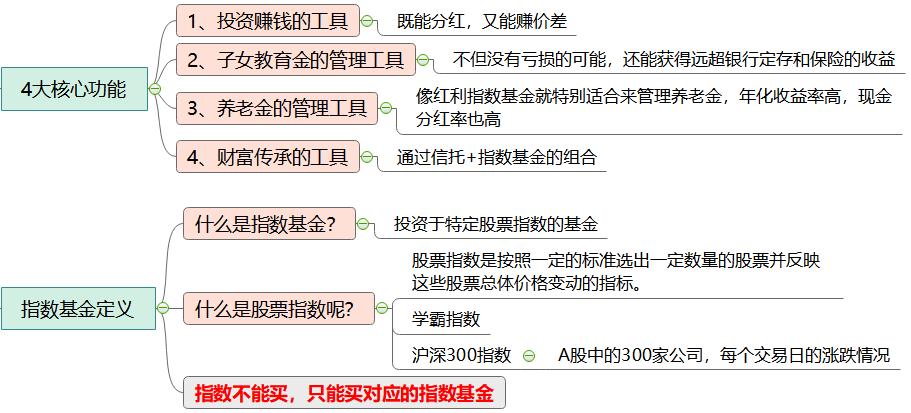 4大核心功能
1、投资赚钱的工具
既能分红，又能赚价差
2、子女教育金的管理工具
不但没有亏损的可能，还能获得远超银行定存和保险的收益
3、养老金的管理工具
像红利指数基金就特别适合来管理养老金，年化收益率高，现金
分红率也高
4、财富传承的工具
通过信托+指数基金的组合
指数基金定义
什么是指数基金？
投资于特定股票指数的基金
什么是股票指数呢？
股票指数是按照一定的标准选出一定数量的股票并反映
这些股票总体价格变动的指标。
学霸指数
沪深300指数
A股中的300家公司，每个交易日的涨跌情况
指数不能买，只能买对应的指数基金